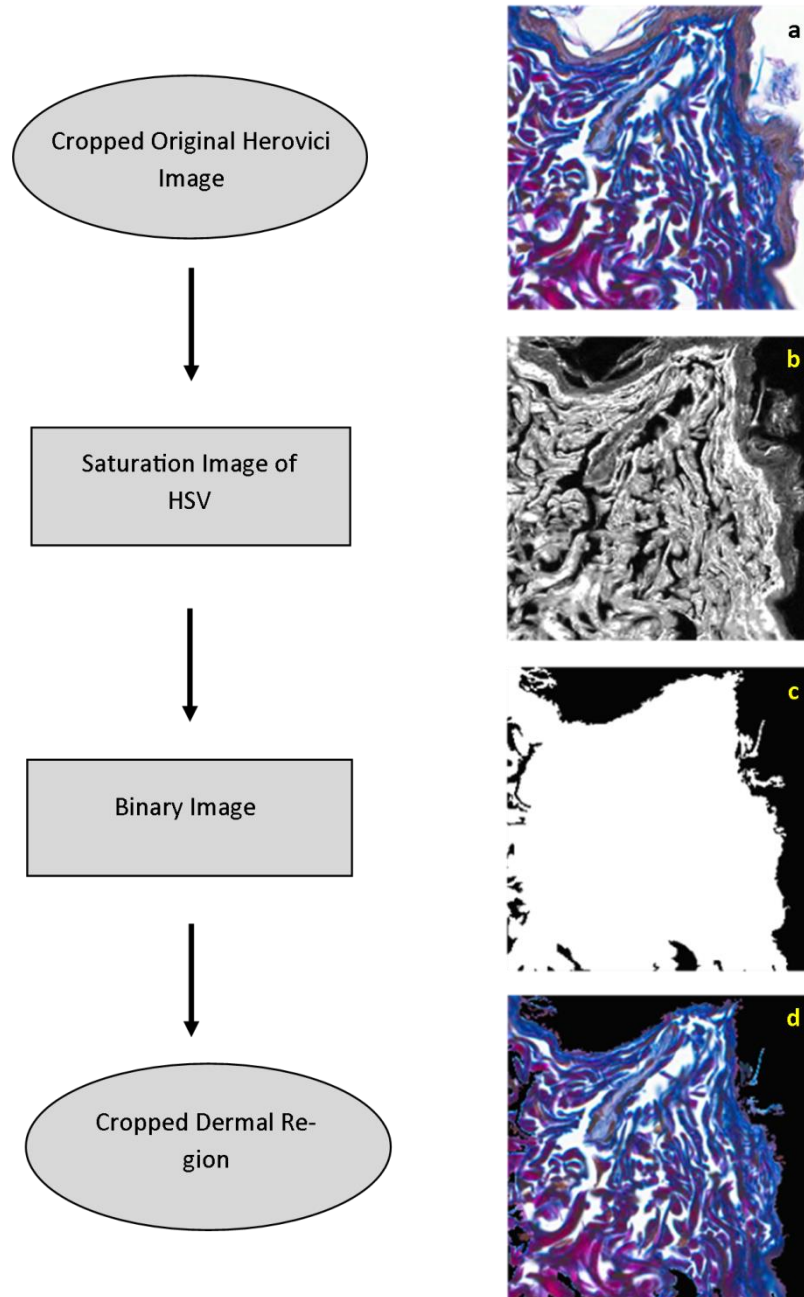 a
Cropped Original Herovici
Image
b
Saturation Image of
HSV
c
Binary Image
d
Cropped Dermal Re-
gion